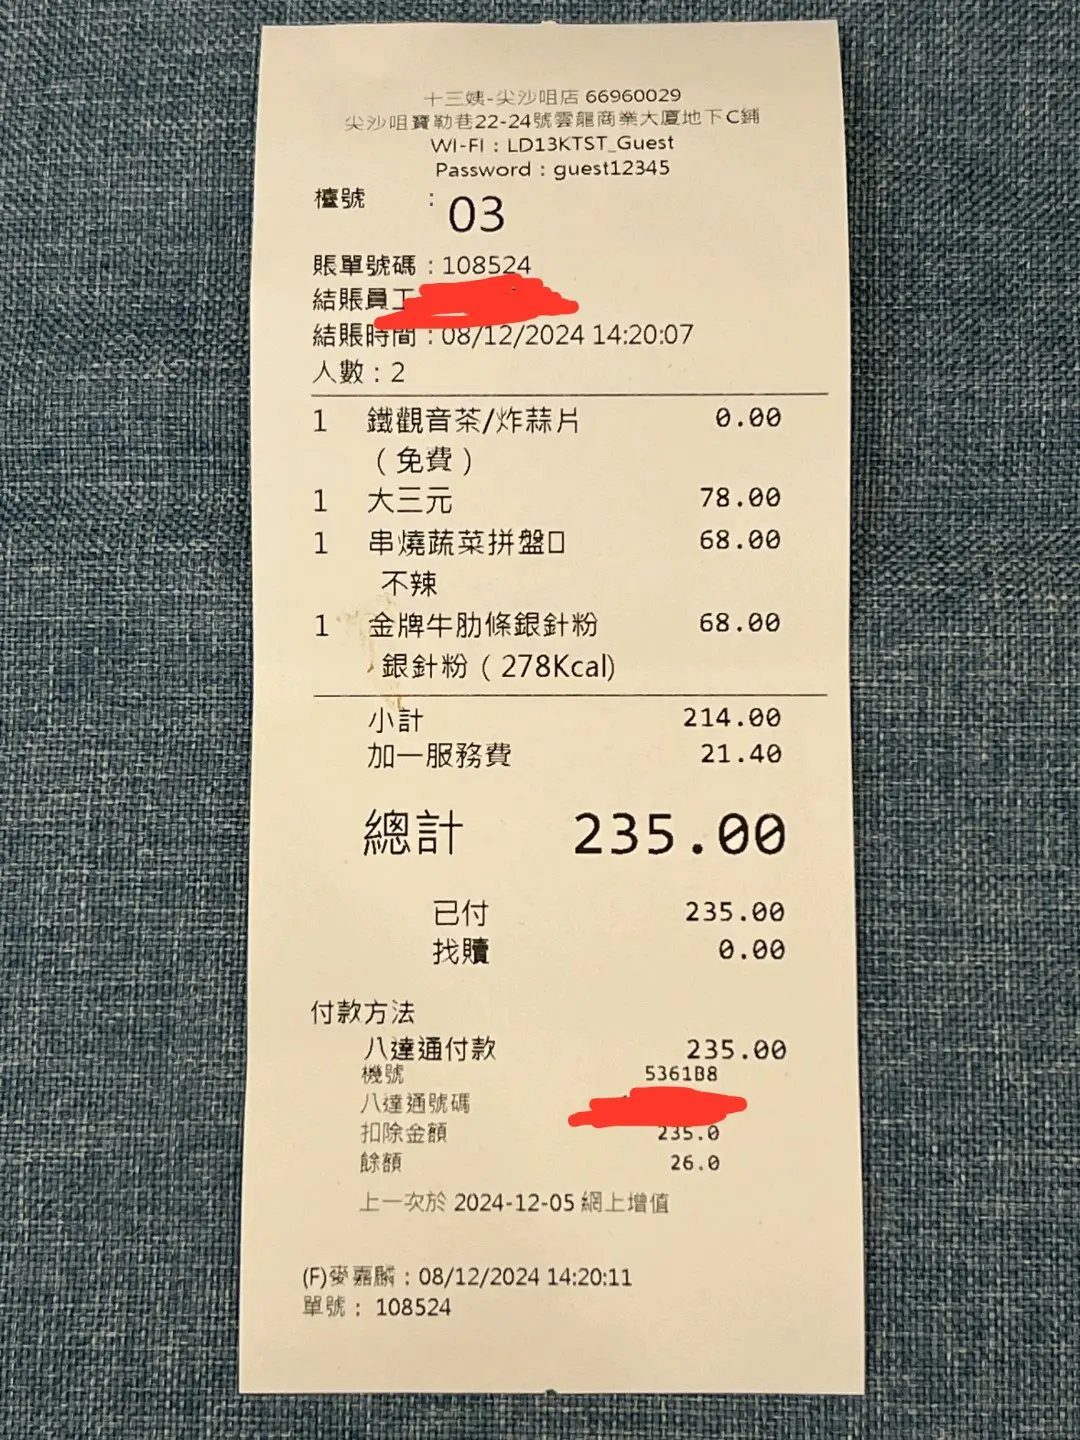 十三姨-尖沙咀店 66960029
尖沙咀寶勒巷22-24號雲龍商業大廈地下C鋪
WI-FI : LD13KTST_Guest
Password : guest12345
檯號 : 03
賬單號碼 : 108524
結賬員工
結賬時間 : 08/12/2024 14:20:07
人數 : 2
1 鐵觀音茶/炸蒜片 0.00
(免費)
1 大三元 78.00
1 串燒蔬菜拼盤口 68.00
不辣
1 金牌牛肋條銀針粉 68.00
銀針粉 ( 278Kcal)
小計 214.00
加一服務費 21.40
總計 235.00
已付 235.00
找贖 0.00
付款方法
八達通付款 235.00
機號 5361B8
八達通號碼
扣除金額 235.0
餘額 26.0
上一次於 2024-12-05 網上增值
(F)麥嘉麟 : 08/12/2024 14:20:11
單號 : 108524